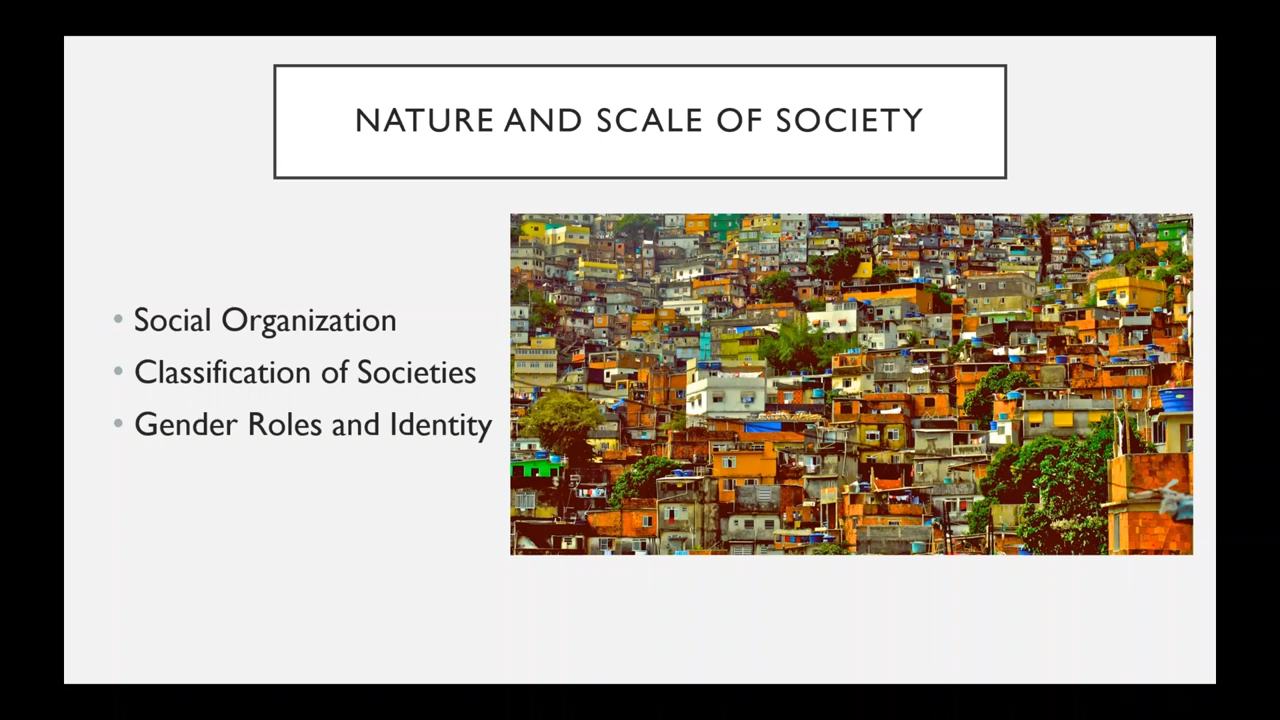 NATURE AND SCALE OF SOCIETY
• Social Organization
• Classification of Societies
• Gender Roles and Identity